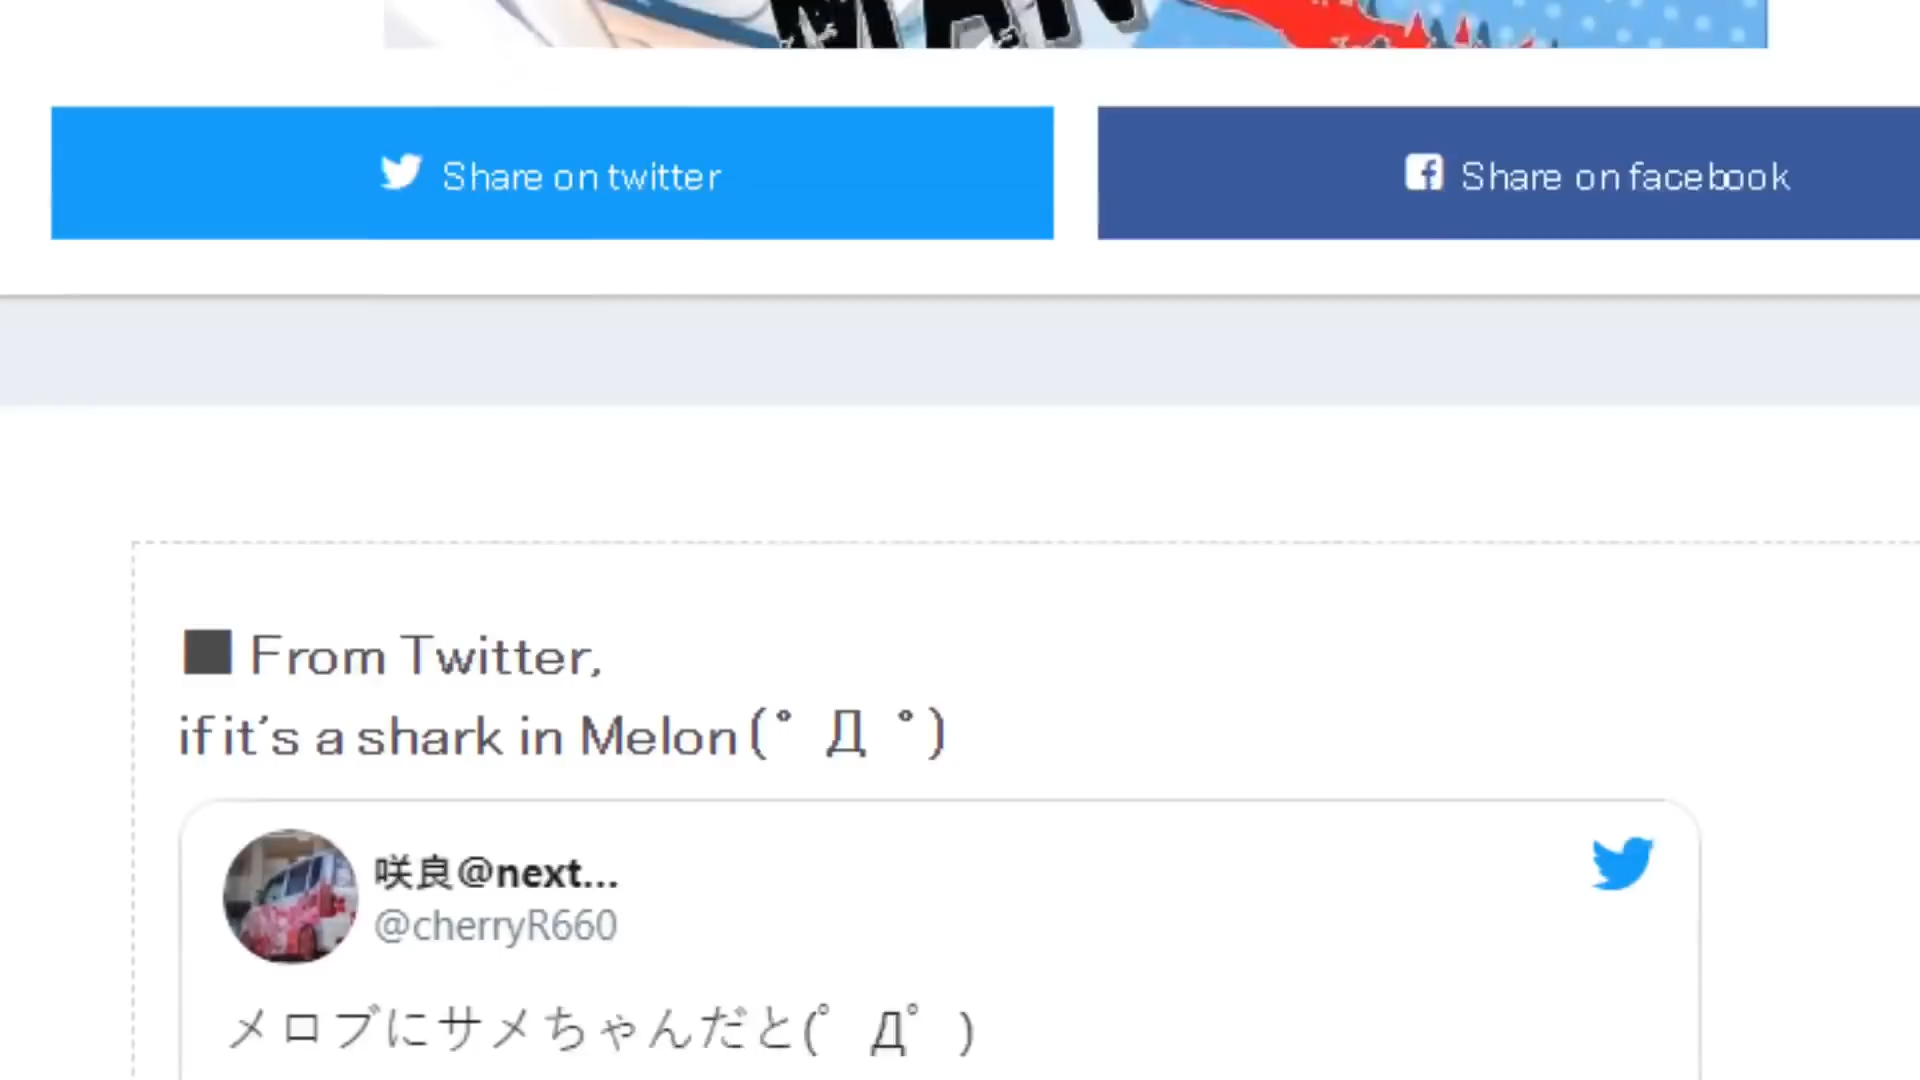 MAN
Share on twitter
Share on facebook
■ From Twitter,
if it's a shark in Melon(ﾟДﾟ)
咲良@next...
@cherryR660
メロブにサメちゃんだと(ﾟДﾟ)